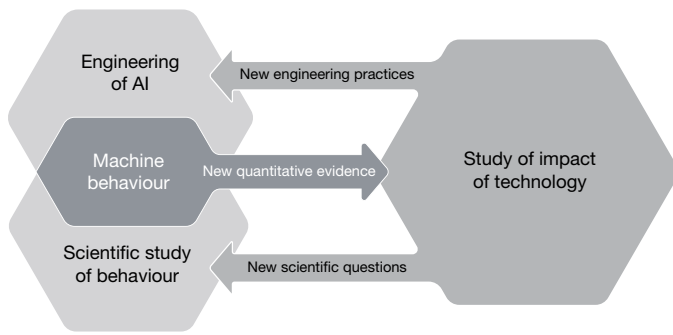 Engineering
of AI
New engineering practices
Machine
behaviour
New quantitative evidence
Study of impact
of technology
Scientific study
of behaviour
New scientific questions